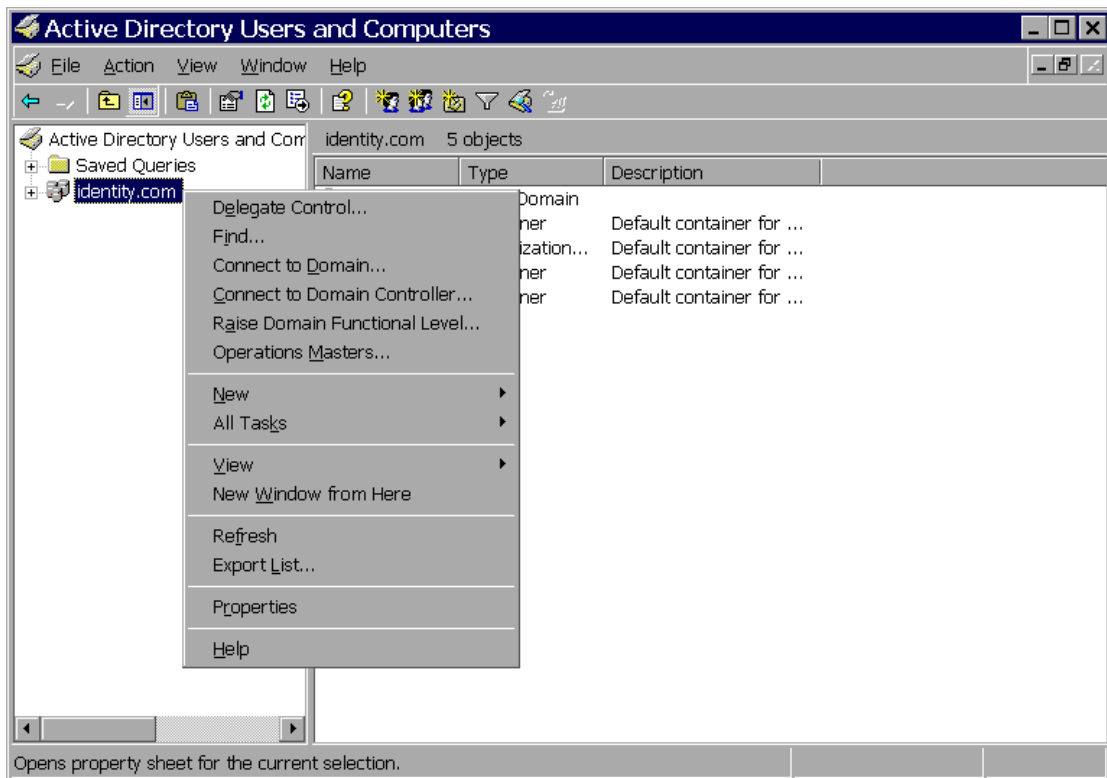 Active Directory Users and Computers
File Action View Window Help
Active Directory Users and Com
identity.com 5 objects
Saved Queries
Name Type Description
identity.com
Domain
ner Default container for ...
ization... Default container for ...
ner Default container for ...
ner Default container for ...
Delegate Control...
Find...
Connect to Domain...
Connect to Domain Controller...
Raise Domain Functional Level...
Operations Masters...
New
All Tasks
View
New Window from Here
Refresh
Export List...
Properties
Help
Opens property sheet for the current selection.